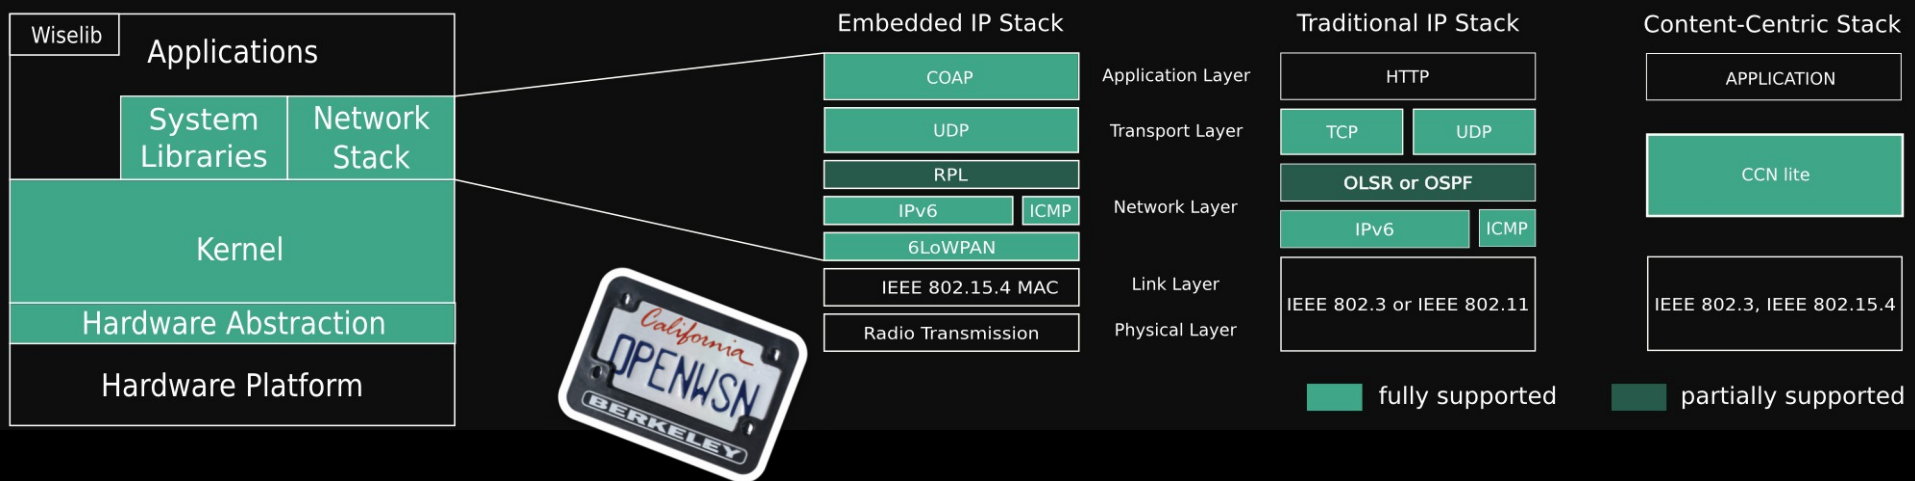 Wiselib
Applications
System
Libraries
Network
Stack
Kernel
Hardware Abstraction
Hardware Platform
California
OPENWSN
BERKELEY
Embedded IP Stack
COAP
UDP
RPL
IPv6
ICMP
6LoWPAN
IEEE 802.15.4 MAC
Radio Transmission
Application Layer
Transport Layer
Network Layer
Link Layer
Physical Layer
Traditional IP Stack
HTTP
TCP
UDP
OLSR or OSPF
IPv6
ICMP
IEEE 802.3 or IEEE 802.11
Content-Centric Stack
APPLICATION
CCN lite
IEEE 802.3, IEEE 802.15.4
fully supported
partially supported